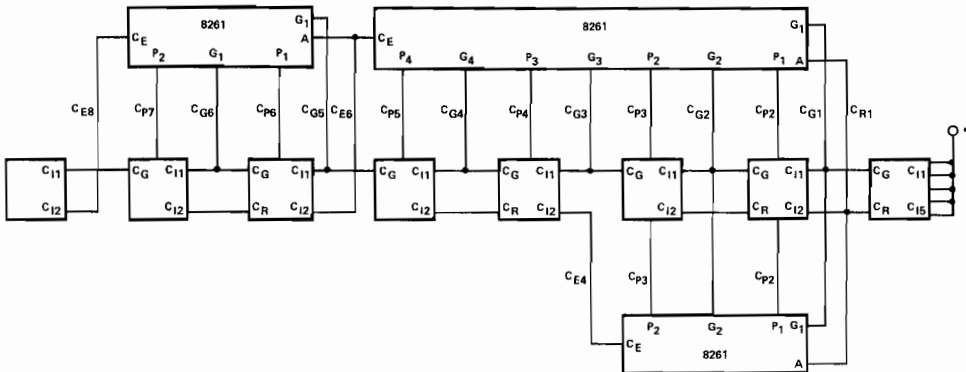 8261 G1
CE A
P2 G1 P1
8261 G1
CE A
P4 G4 P3 G3 P2 G2 P1
CE8 CP7 CG6 CP6 CG5 CE6 CP5 CG4 CP4 CG3 CP3 CG2 CP2 CG1 CR1
CI1 CG CI1 CG CI1 CG CI1 CG CI1 CG CI1 CG CI1 CG CI1
CI2 CI2 CR CI2 CI2 CR CI2 CI2 CR CI2 CR CI5
CE4 CP3 CP2
P2 G2 P1 G1
CE 8261 A